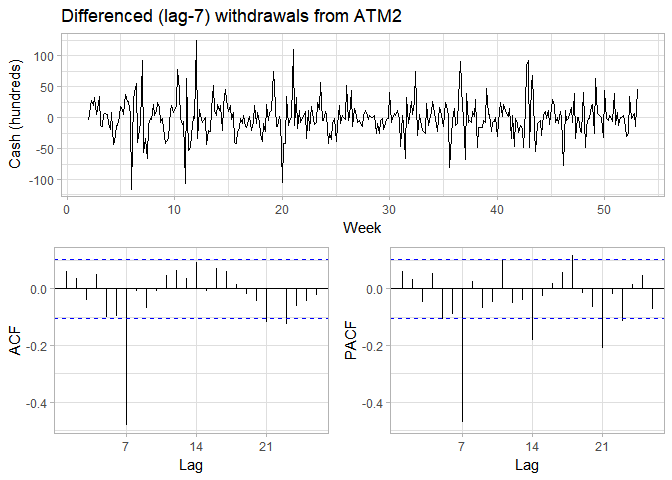 Differenced (lag-7) withdrawals from ATM2
Cash (hundreds)
100
50
0
-50
-100
0 10 20 30 40 50
Week
ACF
0.0
-0.2
-0.4
7 14 21
Lag
PACF
0.0
-0.2
-0.4
7 14 21
Lag